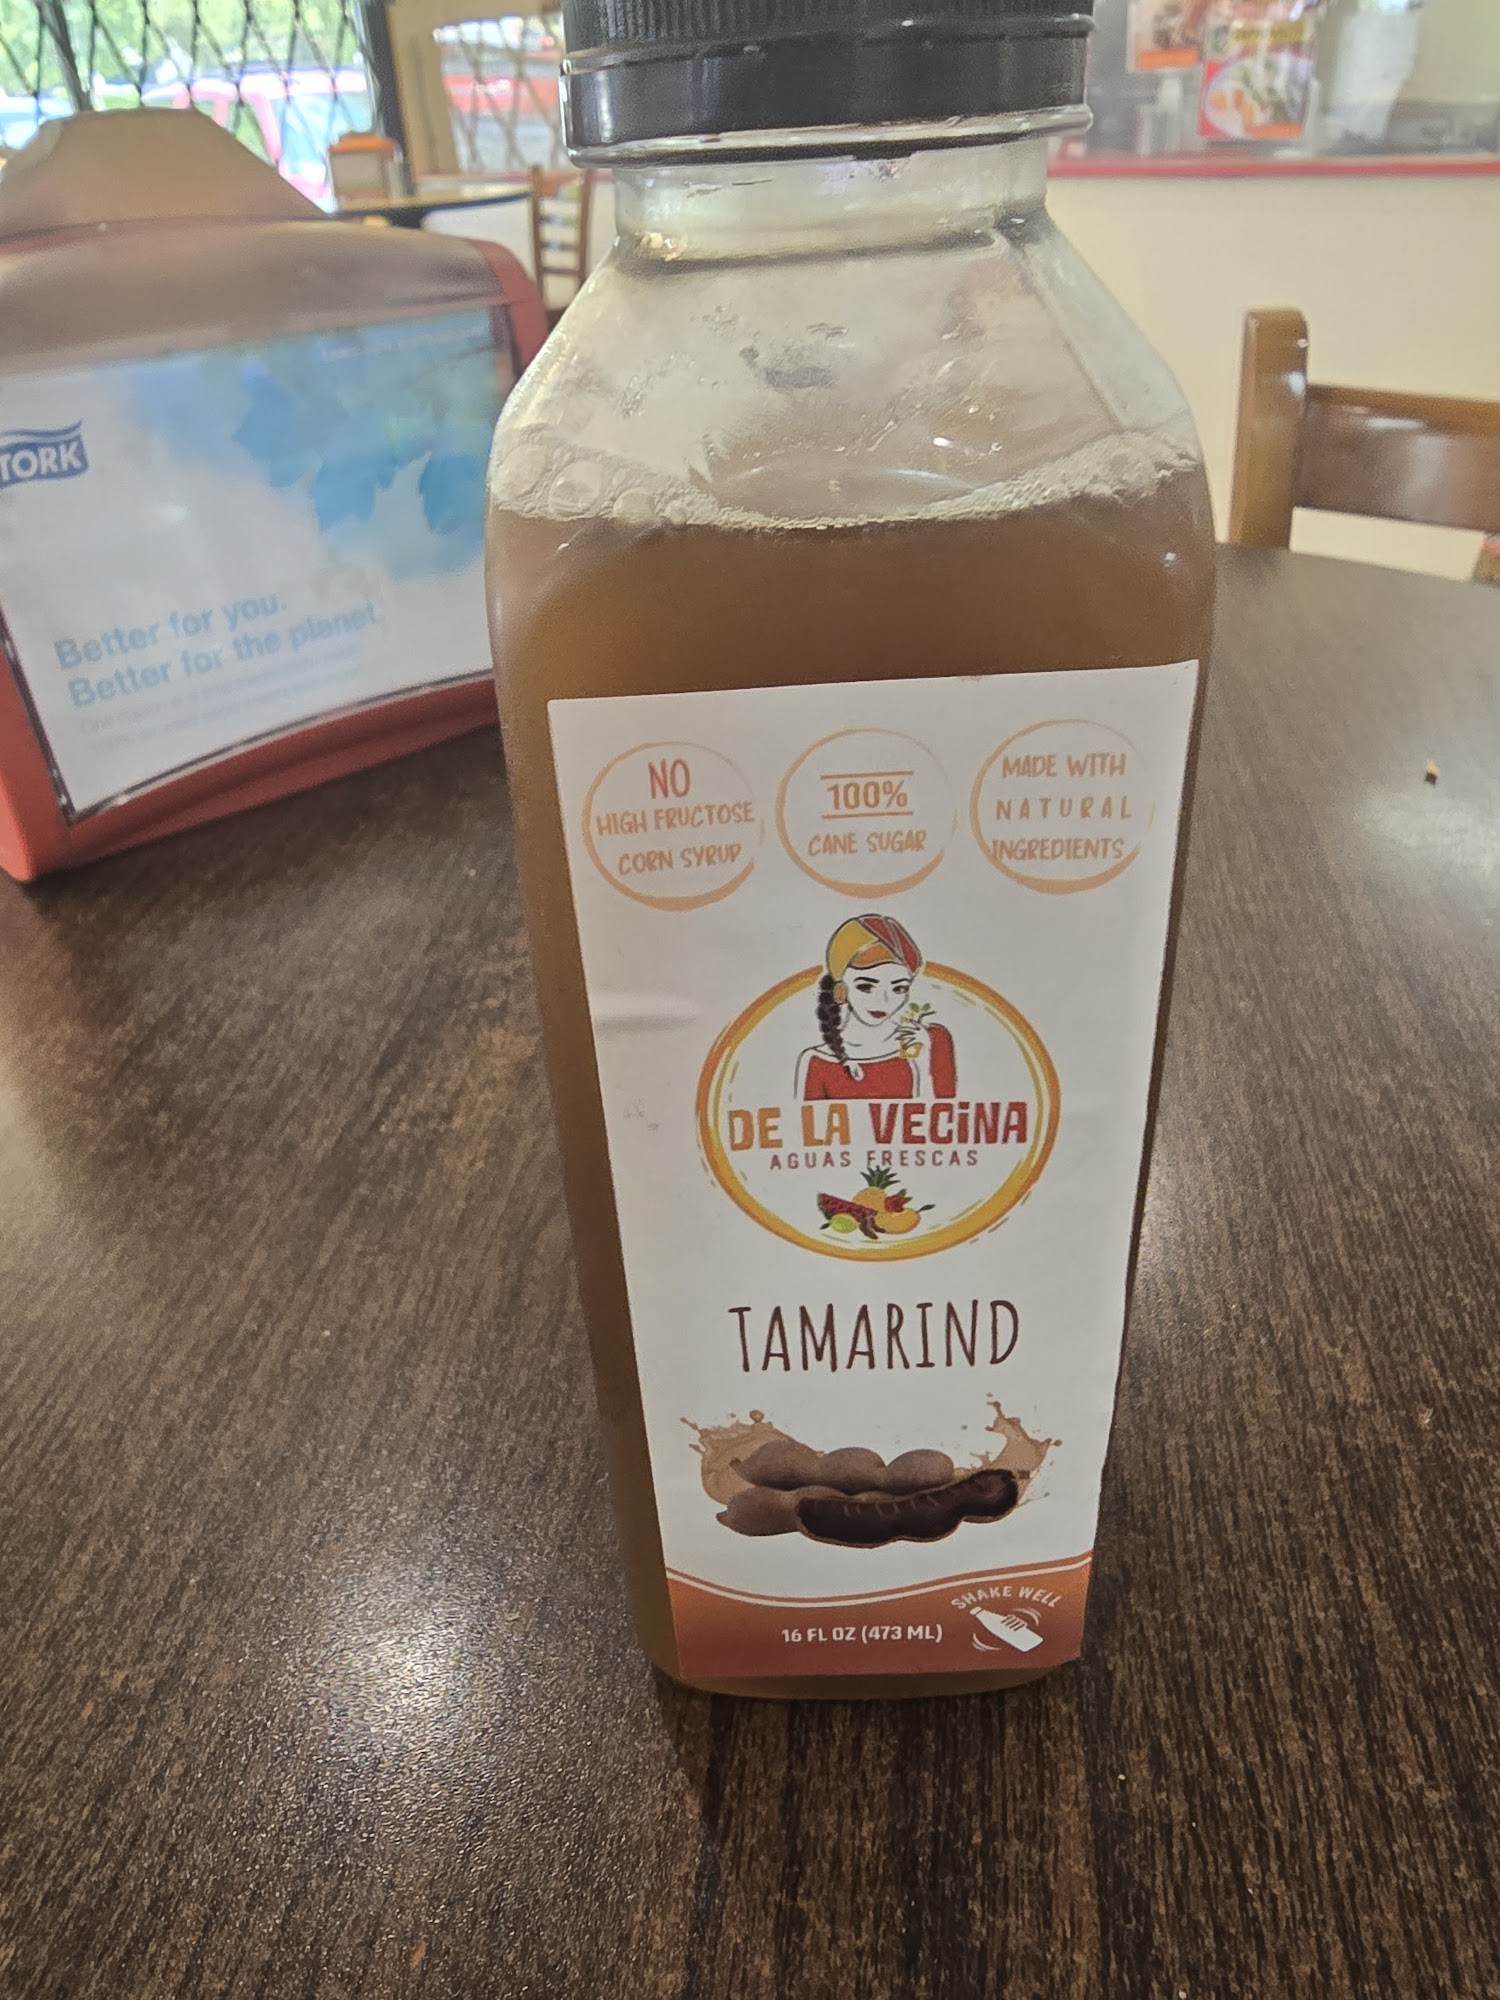 TORK
Better for you.
Better for the planet.
NO
HIGH FRUCTOSE
CORN SYRUP
100%
CANE SUGAR
MADE WITH
NATURAL
INGREDIENTS
DE LA VECiNA
AGUAS FRESCAS
TAMARIND
SHAKE WELL
16 FL OZ (473 ML)